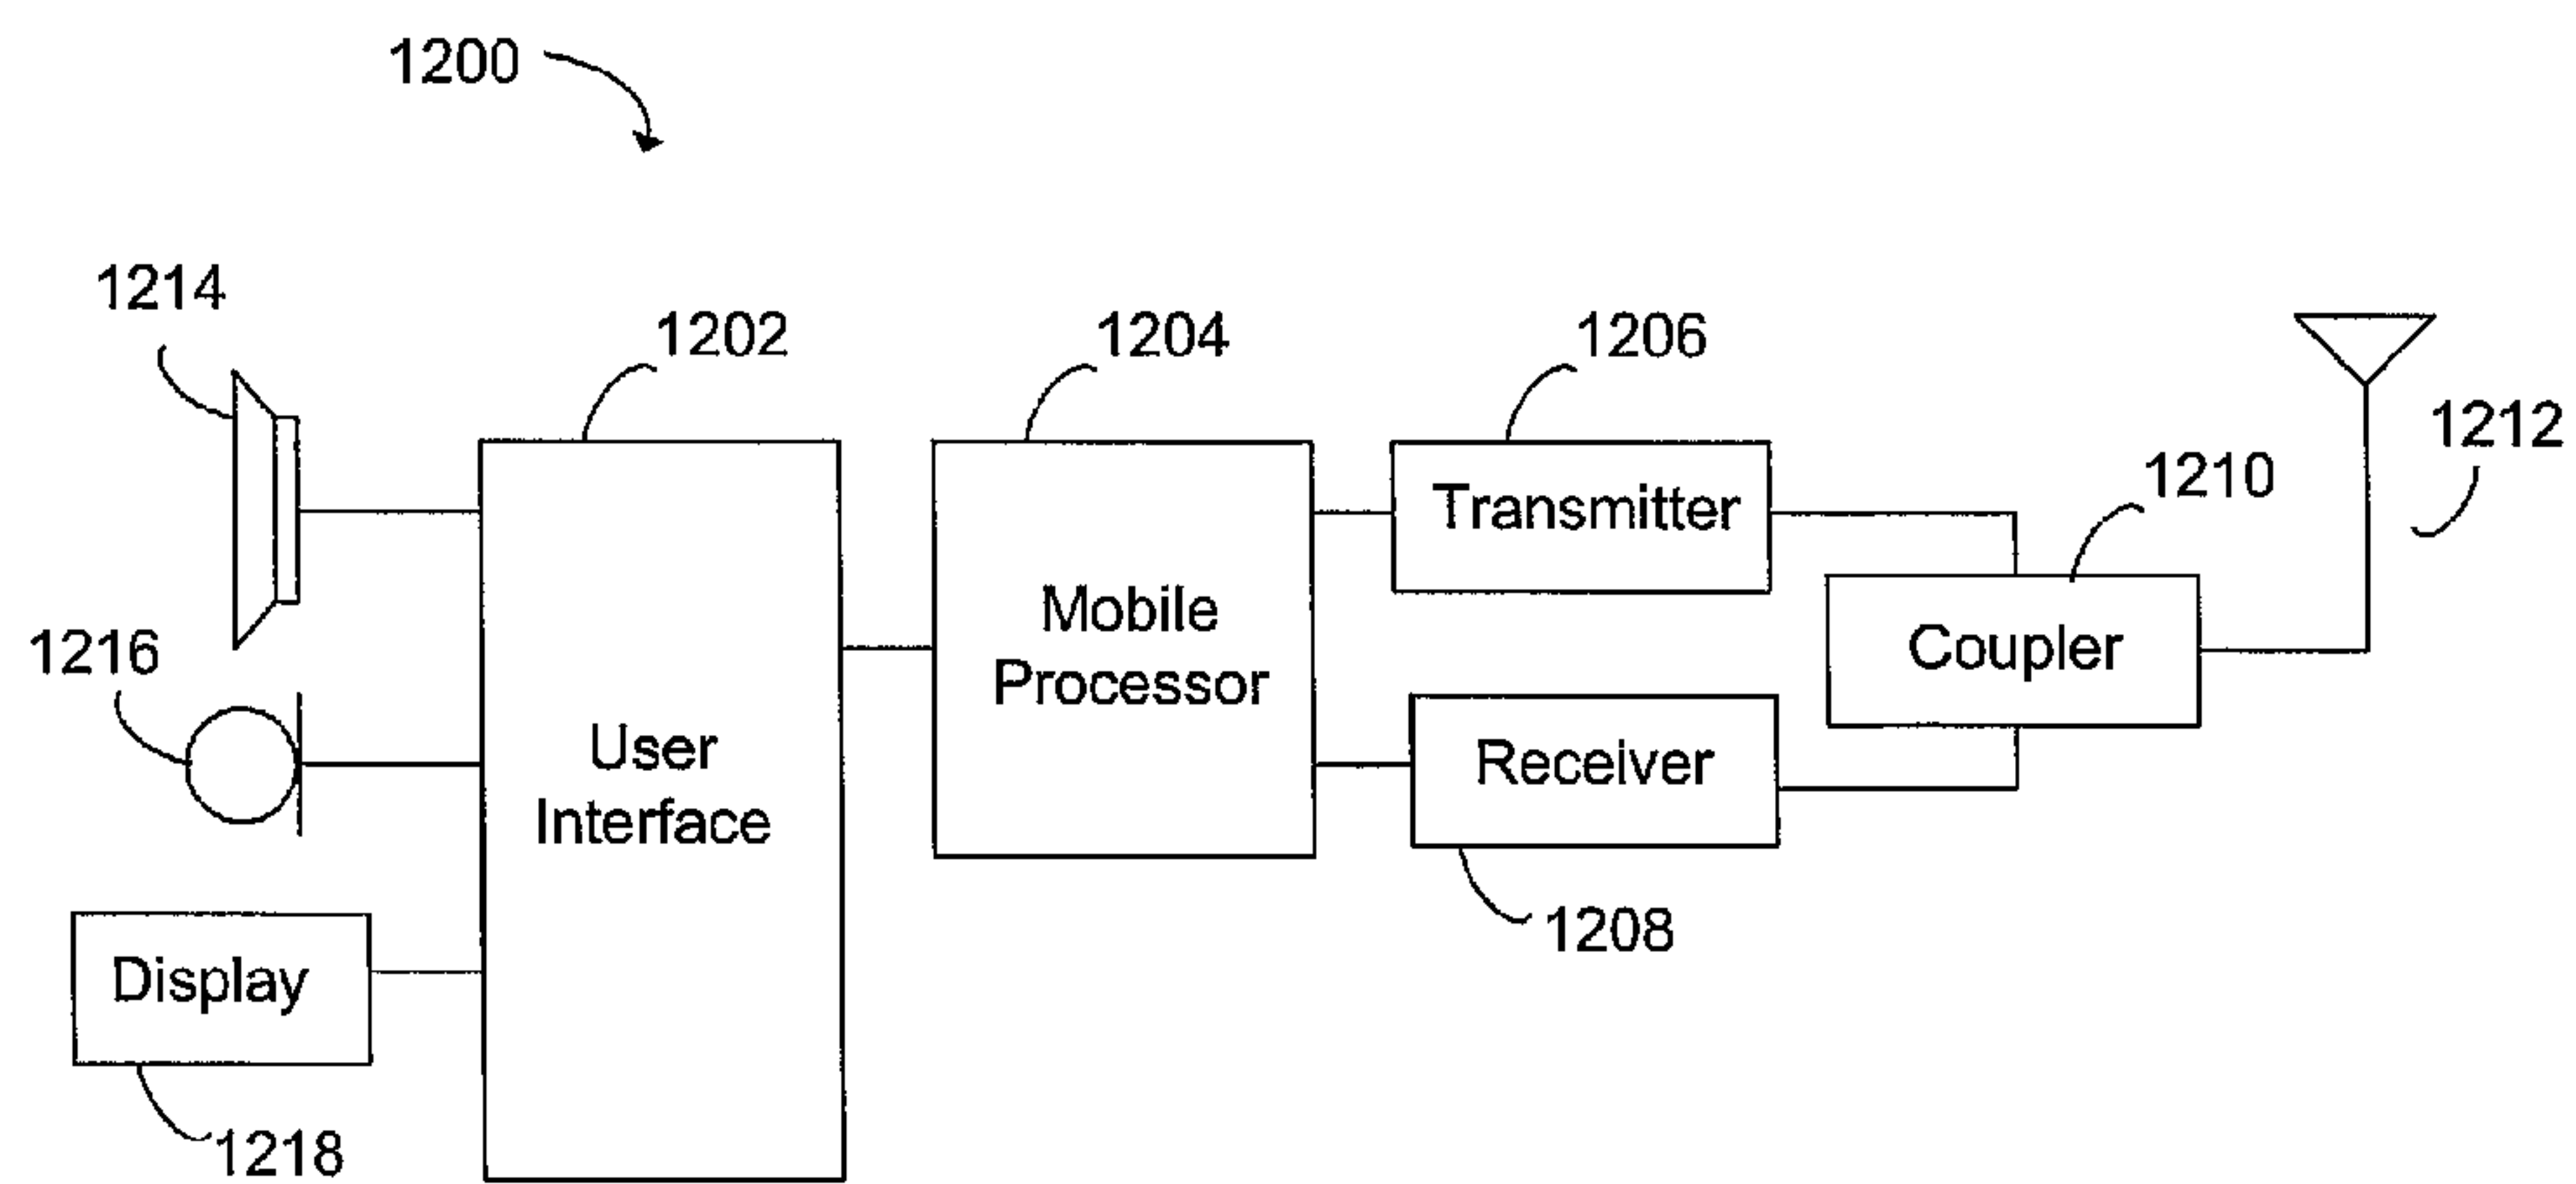 1200
1214
1202
1204
1206
1212
1210
Transmitter
Mobile
Processor
Coupler
1216
User
Interface
Receiver
1208
Display
1218